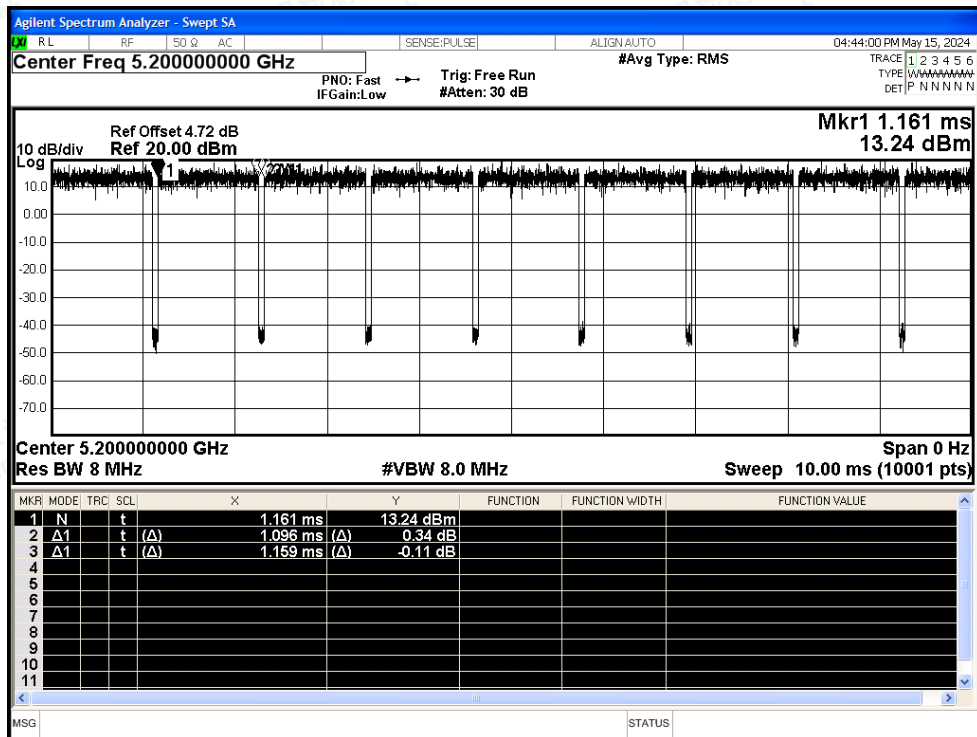 Agilent Spectrum Analyzer - Swept SA
LXI RL RF 50 Ω AC SENSE:PULSE ALIGN AUTO 04:44:00 PM May 15, 2024
Center Freq 5.200000000 GHz
PNO: Fast
IFGain:Low
Trig: Free Run
#Atten: 30 dB
#Avg Type: RMS
TRACE 1 2 3 4 5 6
TYPE
DET P N N N N N
Mkr1 1.161 ms
13.24 dBm
Ref Offset 4.72 dB
10 dB/div Ref 20.00 dBm
Log
1
10.0
0.00
-10.0
-20.0
-30.0
-40.0
-50.0
-60.0
-70.0
Center 5.200000000 GHz Span 0 Hz
Res BW 8 MHz #VBW 8.0 MHz Sweep 10.00 ms (10001 pts)
MKR MODE TRC SCL X Y FUNCTION FUNCTION WIDTH FUNCTION VALUE
1 N t 1.161 ms 13.24 dBm
2 Δ1 t (Δ) 1.096 ms (Δ) 0.34 dB
3 Δ1 t (Δ) 1.159 ms (Δ) -0.11 dB
4
5
6
7
8
9
10
11
MSG STATUS